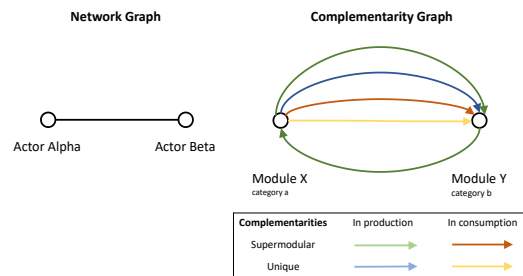 Network Graph
Complementarity Graph
Actor Alpha
Actor Beta
Module X
category a
Module Y
category b
Complementarities In production In consumption
Supermodular
Unique